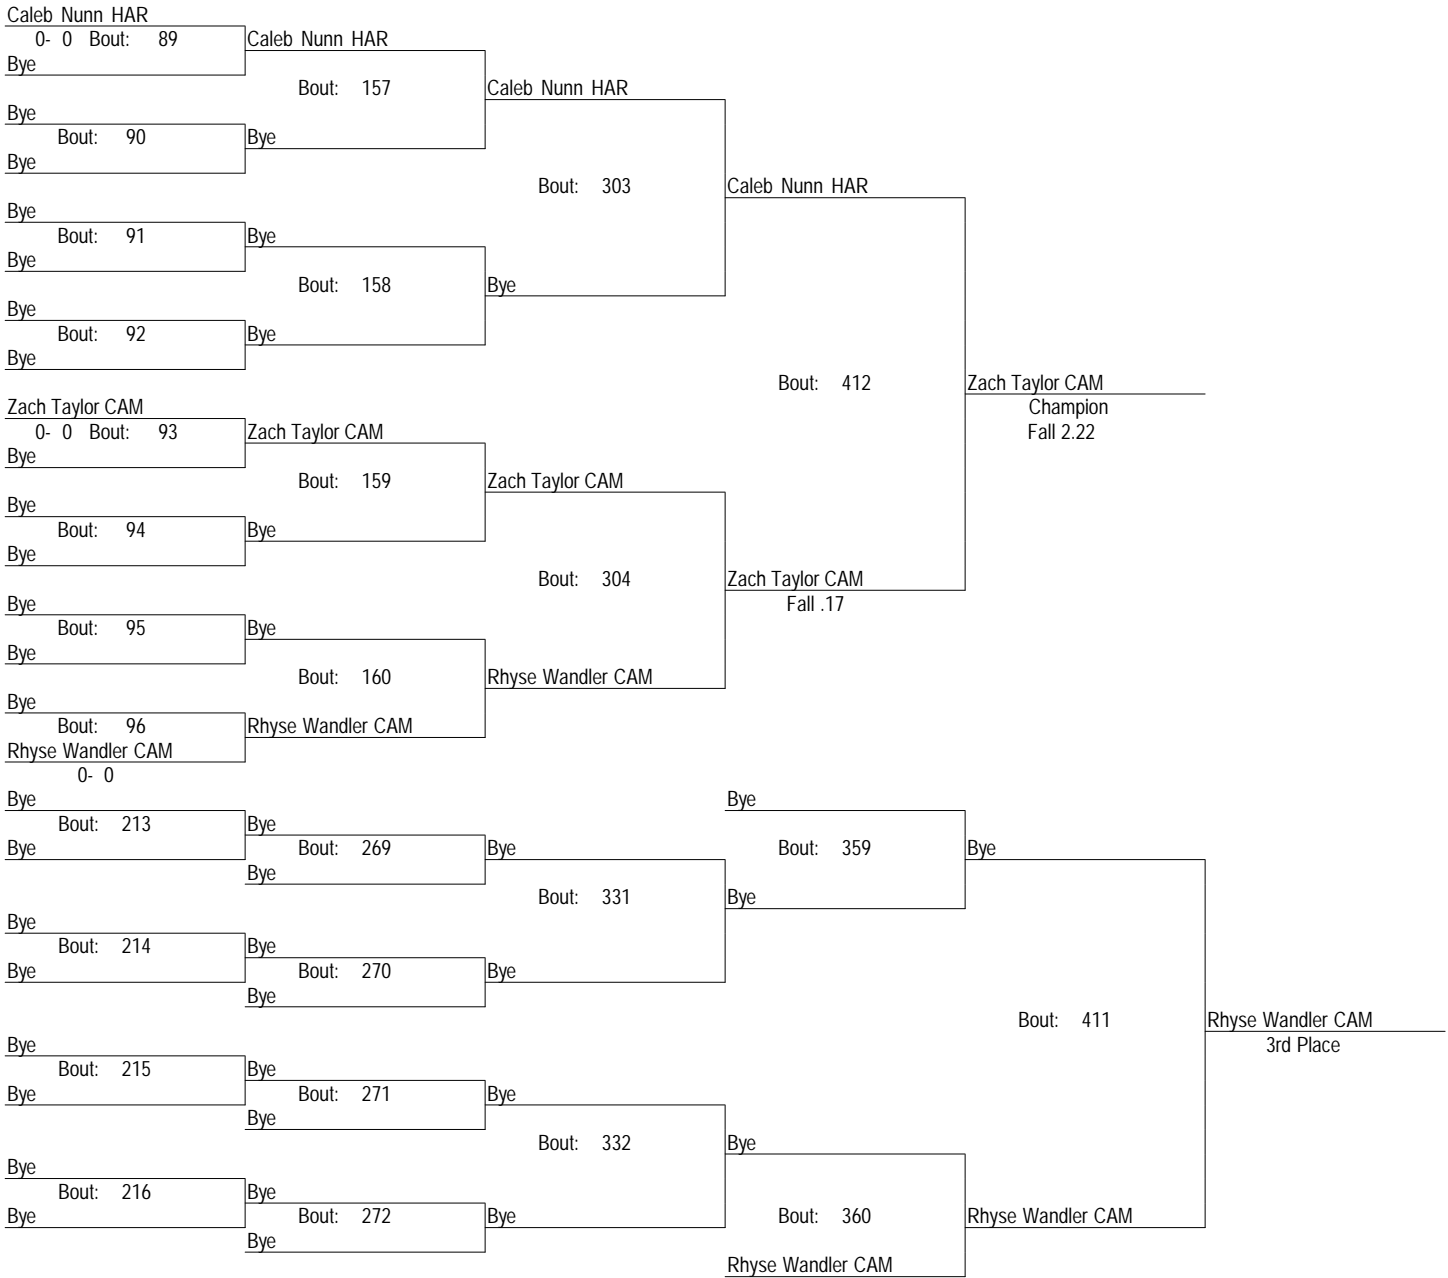 Caleb Nunn HAR
0- 0 Bout: 89 Caleb Nunn HAR
Bye
Bout: 157 Caleb Nunn HAR
Bye
Bout: 90 Bye
Bye
Bout: 303 Caleb Nunn HAR
Bye
Bout: 91 Bye
Bye
Bout: 158 Bye
Bye
Bout: 92 Bye
Bye
Bout: 412 Zach Taylor CAM
Zach Taylor CAM Champion
0- 0 Bout: 93 Zach Taylor CAM Fall 2.22
Bye
Bout: 159 Zach Taylor CAM
Bye
Bout: 94 Bye
Bye
Bout: 304 Zach Taylor CAM
Bye Fall .17
Bout: 95 Bye
Bye
Bout: 160 Rhyse Wandler CAM
Bye
Bout: 96 Rhyse Wandler CAM
Rhyse Wandler CAM
0- 0
Bye Bye
Bout: 213 Bye
Bye Bout: 269 Bye Bout: 359 Bye
Bye
Bout: 331 Bye
Bye
Bout: 214 Bye
Bye Bout: 270 Bye
Bye
Bout: 411 Rhyse Wandler CAM
Bye 3rd Place
Bout: 215 Bye
Bye Bout: 271 Bye
Bye
Bout: 332 Bye
Bye
Bout: 216 Bye
Bye Bout: 272 Bye Bout: 360 Rhyse Wandler CAM
Bye
Rhyse Wandler CAM